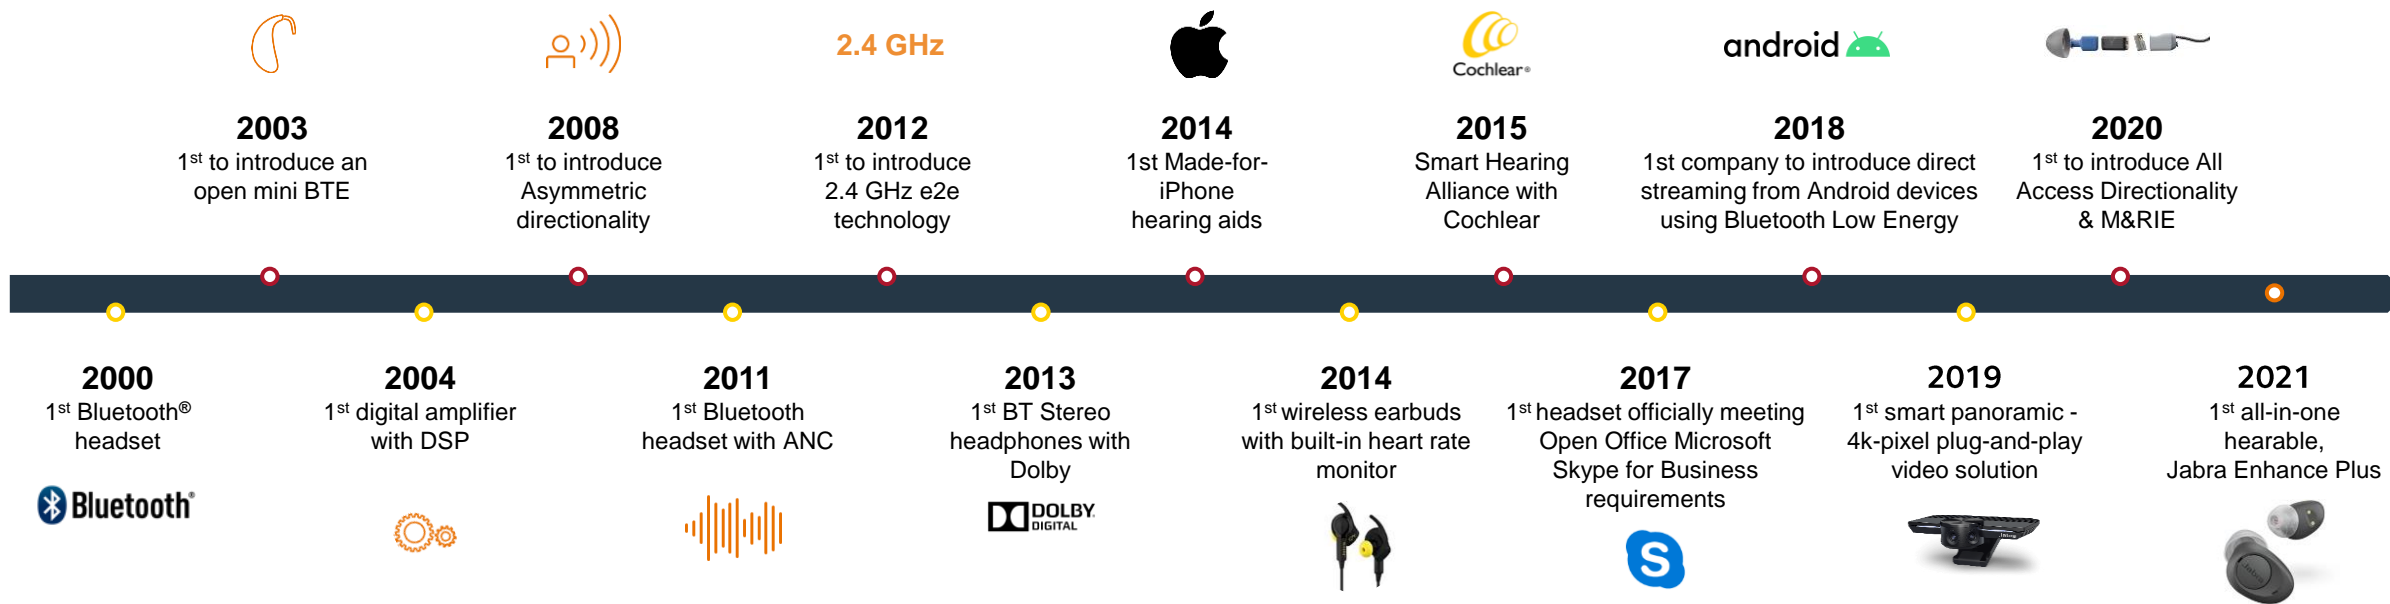 2.4 GHz
Cochlear®
android
2003
1st to introduce an
open mini BTE
2008
1st to introduce
Asymmetric
directionality
2012
1st to introduce
2.4 GHz e2e
technology
2014
1st Made-for-
iPhone
hearing aids
2015
Smart Hearing
Alliance with
Cochlear
2018
1st company to introduce direct
streaming from Android devices
using Bluetooth Low Energy
2020
1st to introduce All
Access Directionality
& M&RIE
2000
1st Bluetooth®
headset
Bluetooth®
2004
1st digital amplifier
with DSP
2011
1st Bluetooth
headset with ANC
2013
1st BT Stereo
headphones with
Dolby
DOLBY.
DIGITAL
2014
1st wireless earbuds
with built-in heart rate
monitor
2017
1st headset officially meeting
Open Office Microsoft
Skype for Business
requirements
S
2019
1st smart panoramic -
4k-pixel plug-and-play
video solution
Jabra
2021
1st all-in-one
hearable,
Jabra Enhance Plus
Jabra